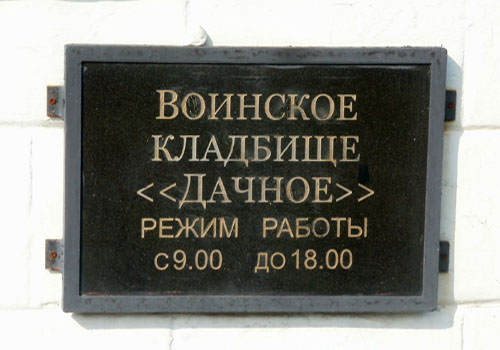 Воинское
кладбище
<<Дачное>>
режим работы
с 9.00 до 18.00